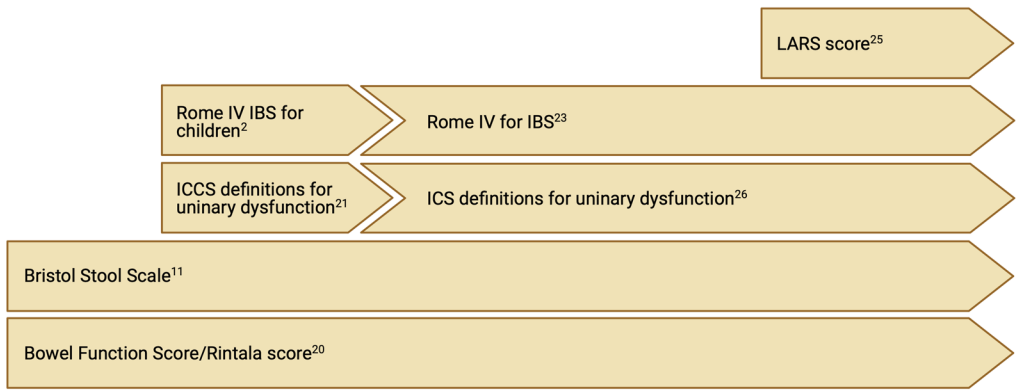 LARS score25
Rome IV IBS for
children2
Rome IV for IBS23
ICCS definitions for
uninary dysfunction21
ICS definitions for uninary dysfunction26
Bristol Stool Scale11
Bowel Function Score/Rintala score20